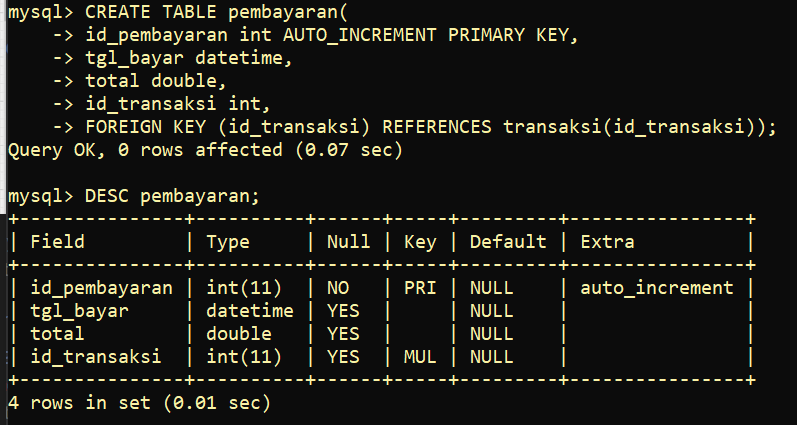 mysql> CREATE TABLE pembayaran(
    -> id_pembayaran int AUTO_INCREMENT PRIMARY KEY,
    -> tgl_bayar datetime,
    -> total double,
    -> id_transaksi int,
    -> FOREIGN KEY (id_transaksi) REFERENCES transaksi(id_transaksi));
Query OK, 0 rows affected (0.07 sec)

mysql> DESC pembayaran;
+---------------+----------+------+-----+---------+----------------+
| Field         | Type     | Null | Key | Default | Extra          |
+---------------+----------+------+-----+---------+----------------+
| id_pembayaran | int(11)  | NO   | PRI | NULL    | auto_increment |
| tgl_bayar     | datetime | YES  |     | NULL    |                |
| total         | double   | YES  |     | NULL    |                |
| id_transaksi  | int(11)  | YES  | MUL | NULL    |                |
+---------------+----------+------+-----+---------+----------------+
4 rows in set (0.01 sec)